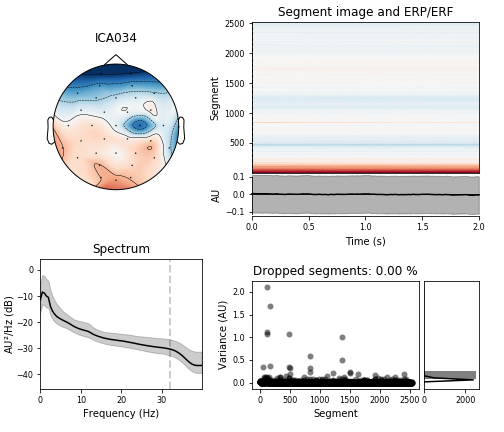 ICA034
Segment image and ERP/ERF
Segment
2500
2000
1500
1000
500
AU
0.1
0.0
−0.1
0.0 0.5 1.0 1.5 2.0
Time (s)
Spectrum
AU²/Hz (dB)
0
−10
−20
−30
−40
0 10 20 30
Frequency (Hz)
Dropped segments: 0.00 %
Variance (AU)
2.0
1.5
1.0
0.5
0.0
0 500 1000 1500 2000 2500
Segment
0 2000